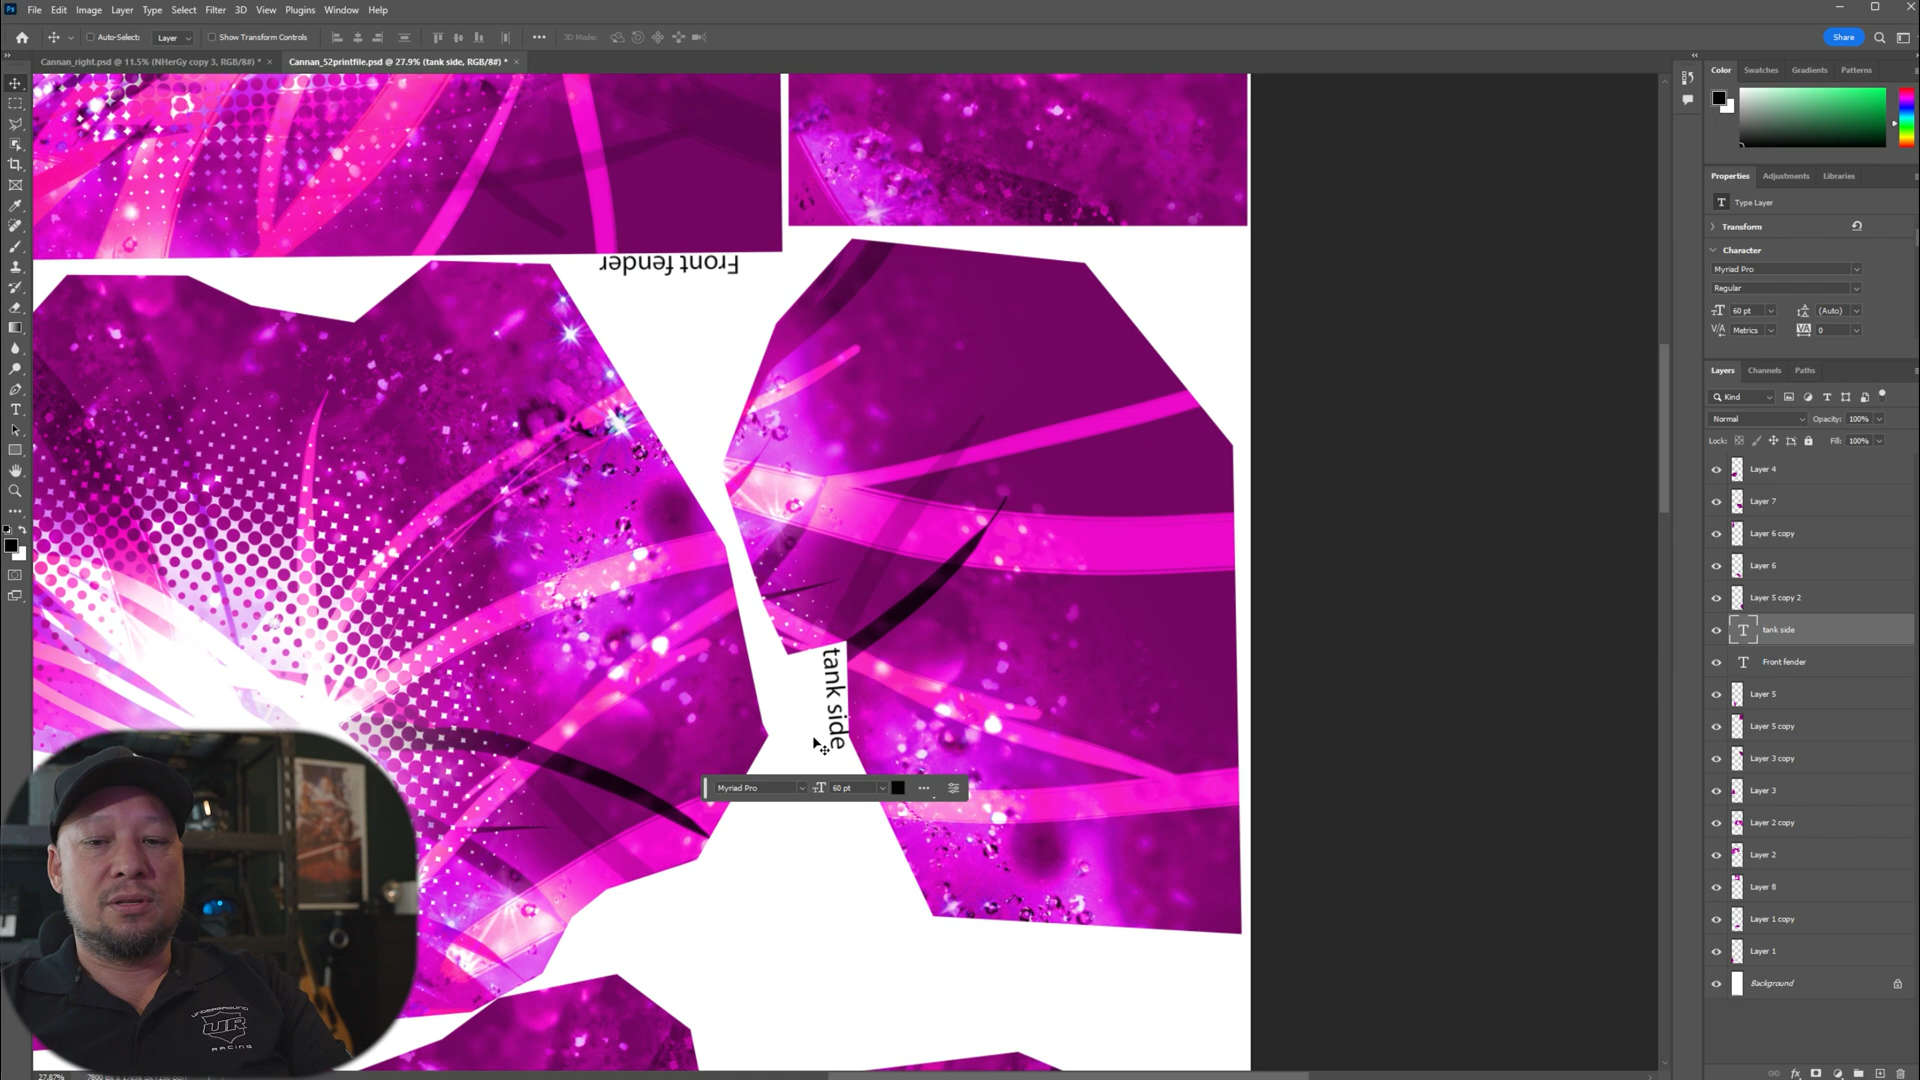 Ps File Edit Image Layer Type Select Filter 3D View Plugins Window Help
Auto-Select: Layer Show Transform Controls 3D Mode: Share
Cannan_right.psd @ 11.5% (NHerGy copy 3, RGB/8#) * Cannan_52printfile.psd @ 27.9% (tank side, RGB/8#) *
Color Swatches Gradients Patterns
Properties Adjustments Libraries
Type Layer
Transform
Character
Myriad Pro
Regular
60 pt (Auto)
Metrics 0
Layers Channels Paths
Kind
Normal Opacity: 100%
Lock: Fill: 100%
Layer 4
Layer 7
Layer 6 copy
Layer 6
Layer 5 copy 2
tank side
Front fender
Layer 5
Layer 5 copy
Layer 3 copy
Layer 3
Layer 2 copy
Layer 2
Layer 8
Layer 1 copy
Layer 1
Background
Front fender
tank side
Myriad Pro 60 pt
UNDERGROUND
UR
RACING
27.87%